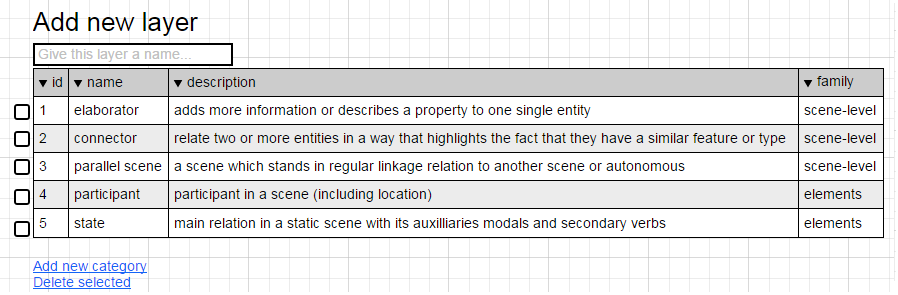 Add new layer
Give this layer a name...
▼ id ▼ name ▼ description ▼ family
1 elaborator adds more information or describes a property to one single entity scene-level
2 connector relate two or more entities in a way that highlights the fact that they have a similar feature or type scene-level
3 parallel scene a scene which stands in regular linkage relation to another scene or autonomous scene-level
4 participant participant in a scene (including location) elements
5 state main relation in a static scene with its auxilliaries modals and secondary verbs elements
Add new category
Delete selected